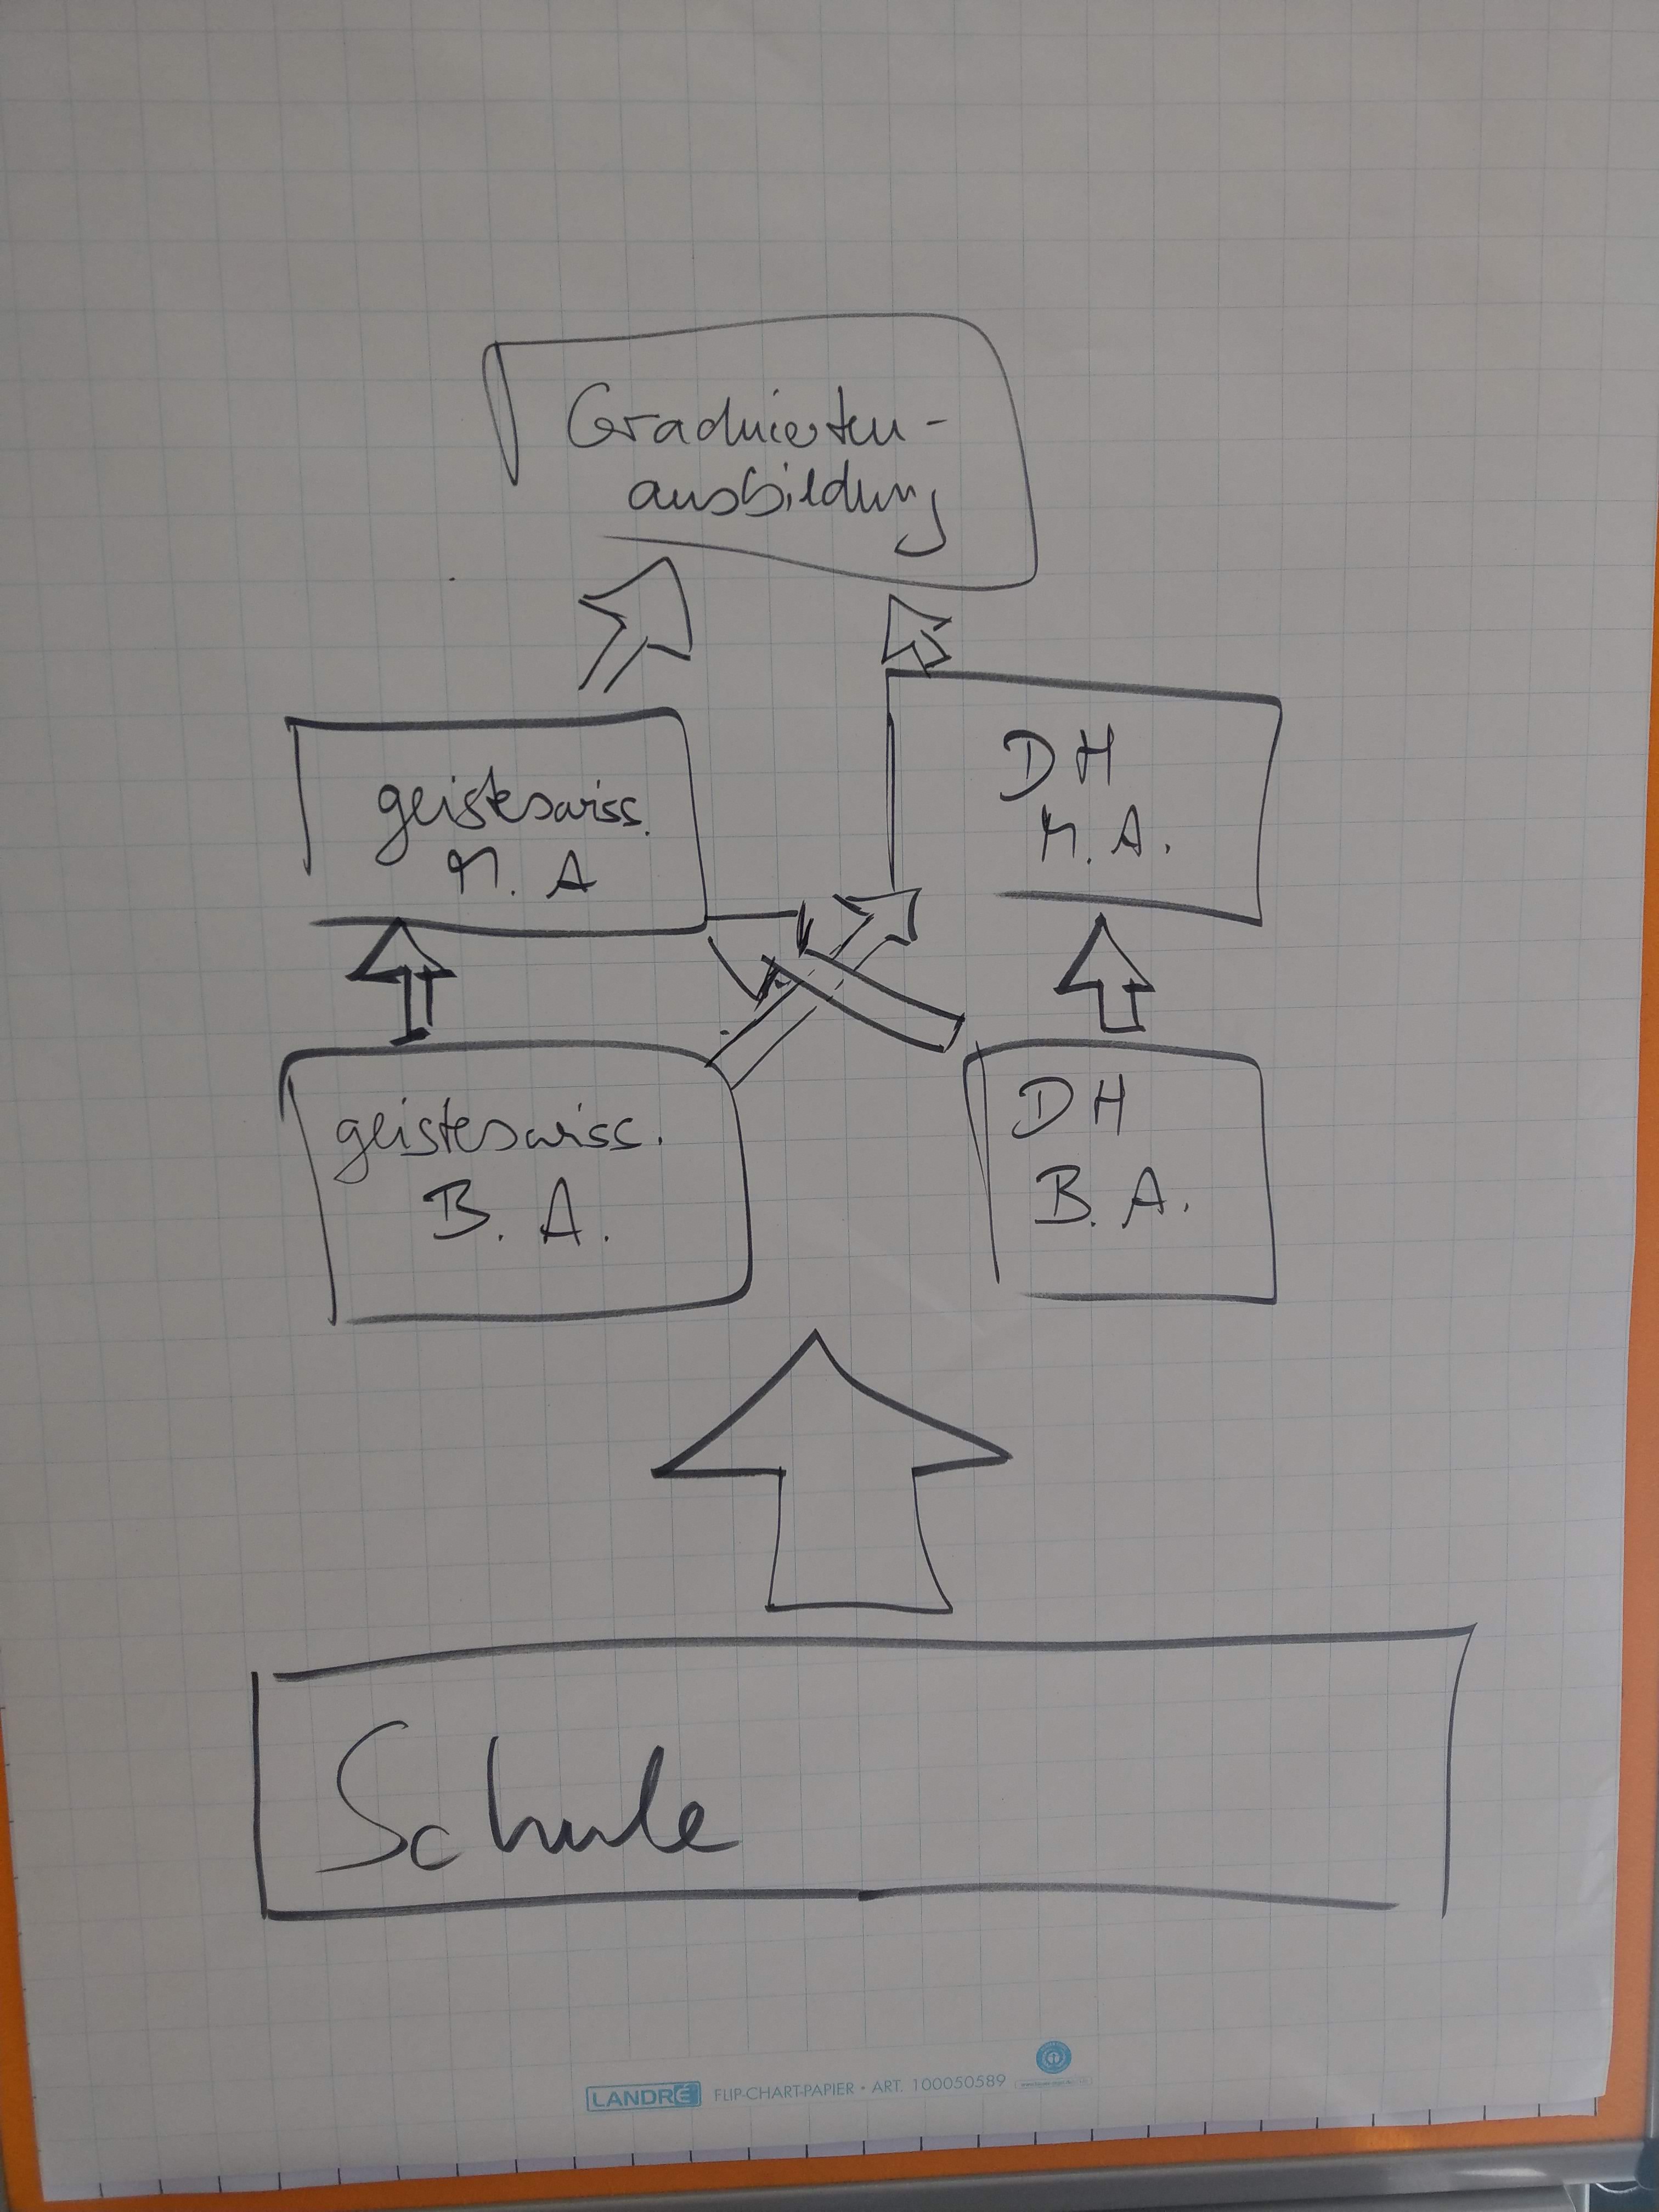 Graduierten-
ausbildung
geisteswiss.
M. A
DH
M. A.
geisteswiss.
B. A.
DH
B. A.
Schule
LANDRÉ FLIP-CHART-PAPIER • ART. 100050589